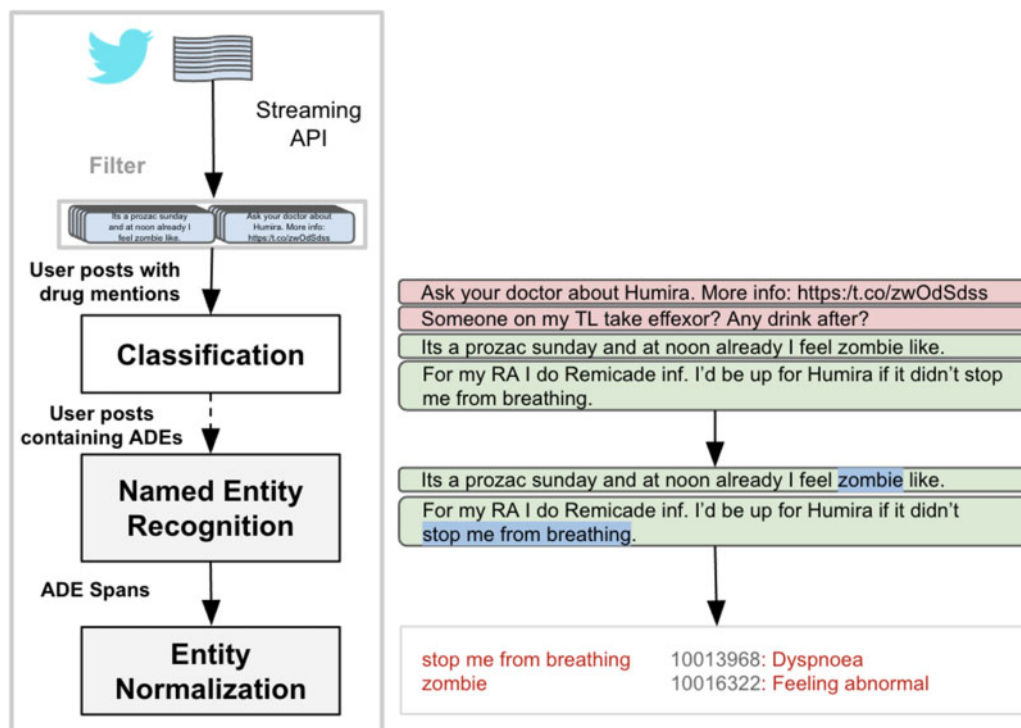 Streaming
API
Filter
Its a prozac sunday
and at noon already I
feel zombie like.
Ask your doctor about
Humira. More info:
https:/t.co/zwOdSdss
User posts with
drug mentions
Classification
User posts
containing ADEs
Named Entity
Recognition
ADE Spans
Entity
Normalization
Ask your doctor about Humira. More info: https:/t.co/zwOdSdss
Someone on my TL take effexor? Any drink after?
Its a prozac sunday and at noon already I feel zombie like.
For my RA I do Remicade inf. I’d be up for Humira if it didn’t stop
me from breathing.
Its a prozac sunday and at noon already I feel zombie like.
For my RA I do Remicade inf. I’d be up for Humira if it didn’t
stop me from breathing.
stop me from breathing 10013968: Dyspnoea
zombie 10016322: Feeling abnormal